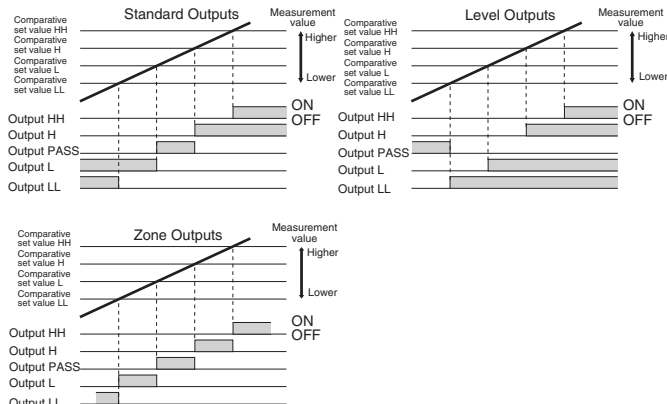 Standard Outputs
Comparative
set value HH
Comparative
set value H
Comparative
set value L
Comparative
set value LL
Measurement
value
Higher
Lower
ON
OFF
Output HH
Output H
Output PASS
Output L
Output LL
Level Outputs
Comparative
set value HH
Comparative
set value H
Comparative
set value L
Comparative
set value LL
Measurement
value
Higher
Lower
ON
OFF
Output HH
Output H
Output PASS
Output L
Output LL
Zone Outputs
Comparative
set value HH
Comparative
set value H
Comparative
set value L
Comparative
set value LL
Measurement
value
Higher
Lower
ON
OFF
Output HH
Output H
Output PASS
Output L
Output LL